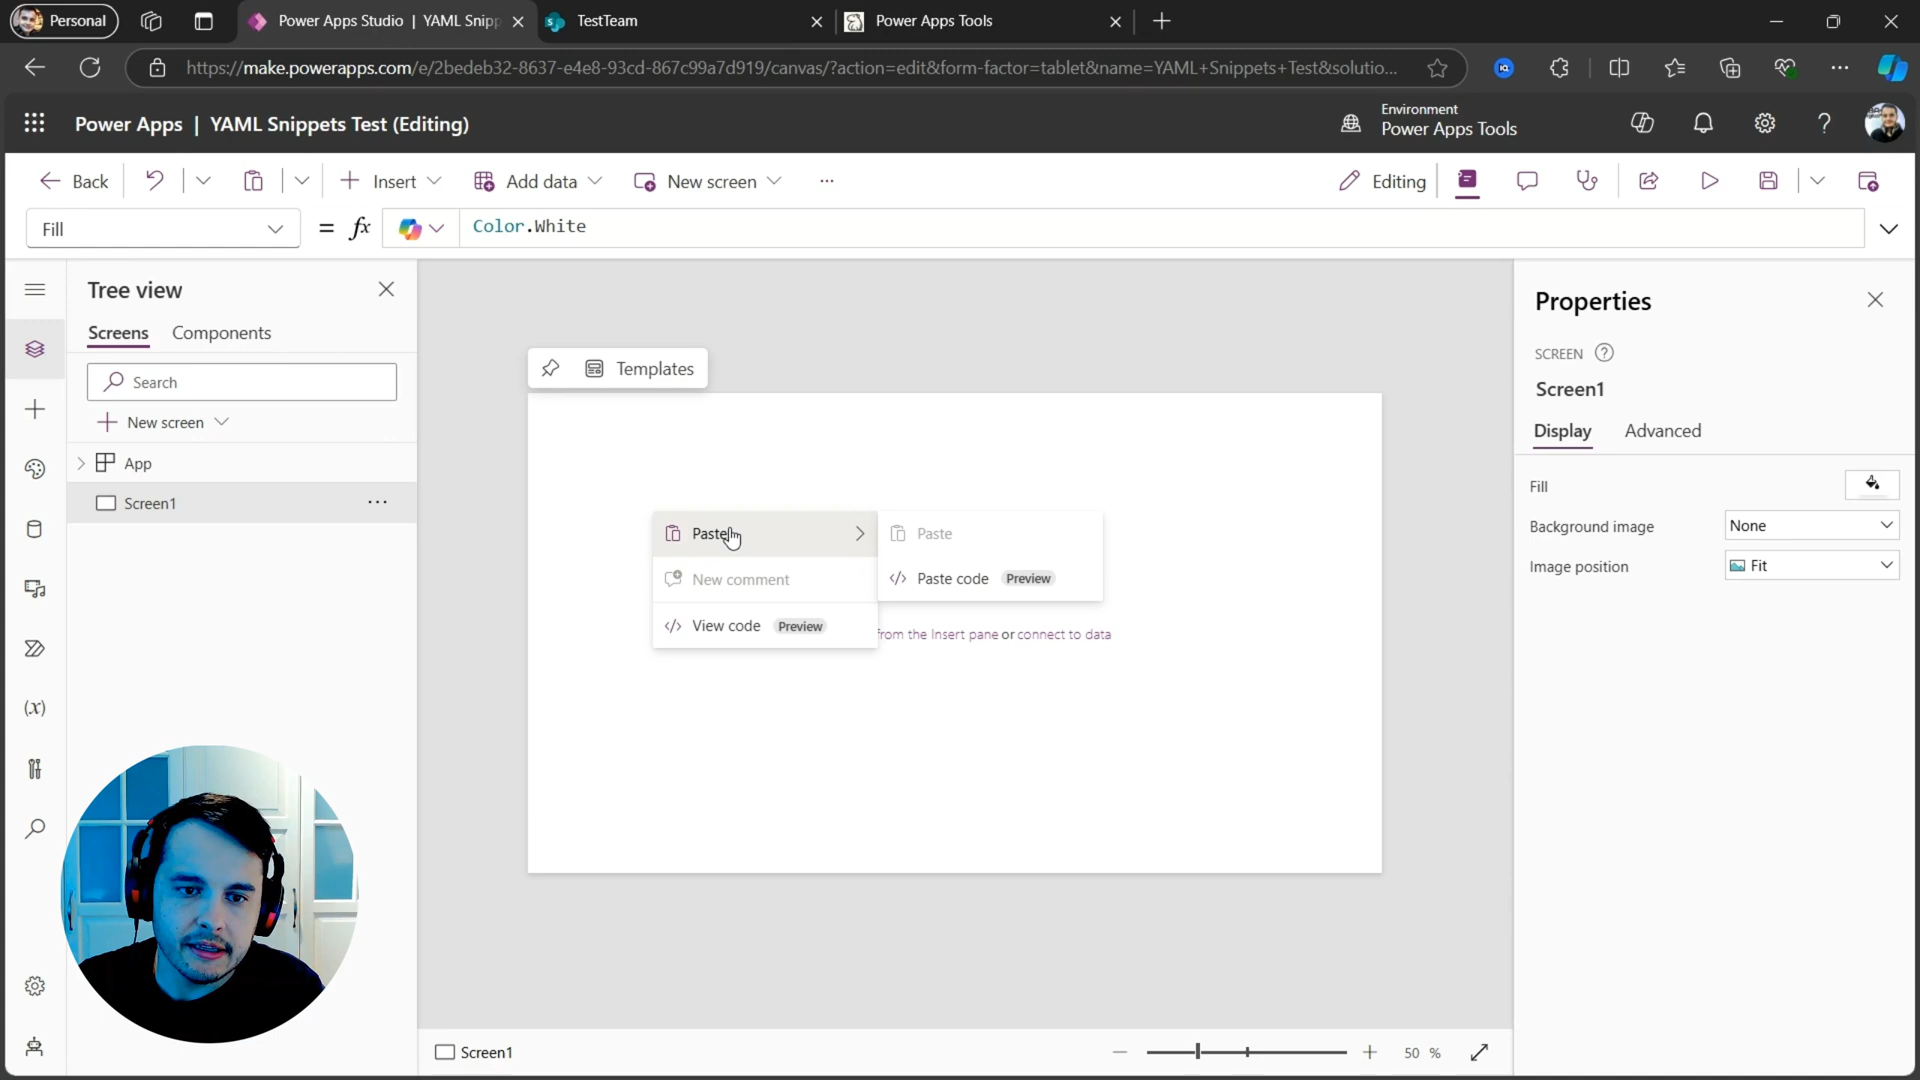 Personal
Power Apps Studio | YAML Snipp
TestTeam
Power Apps Tools
https://make.powerapps.com/e/2bedeb32-8637-e4e8-93cd-867c99a7d919/canvas/?action=edit&form-factor=tablet&name=YAML+Snippets+Test&solutio...
Power Apps | YAML Snippets Test (Editing)
Environment
Power Apps Tools
Back
Insert
Add data
New screen
Editing
Fill
= fx
Color.White
Tree view
Screens
Components
Search
New screen
App
Screen1
Templates
Paste
New comment
View code Preview
Paste
Paste code Preview
from the Insert pane or connect to data
Properties
SCREEN
Screen1
Display
Advanced
Fill
Background image
None
Image position
Fit
(x)
Screen1
50 %